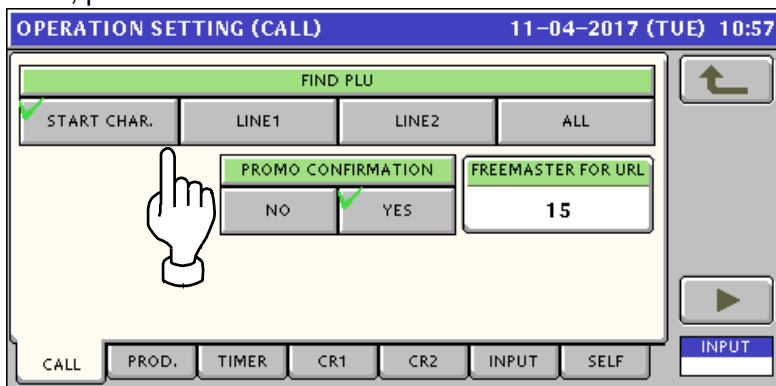 OPERATION SETTING (CALL) 11-04-2017 (TUE) 10:57
FIND PLU
START CHAR. LINE1 LINE2 ALL
PROMO CONFIRMATION FREEMASTER FOR URL
NO YES 15
CALL PROD. TIMER CR1 CR2 INPUT SELF INPUT